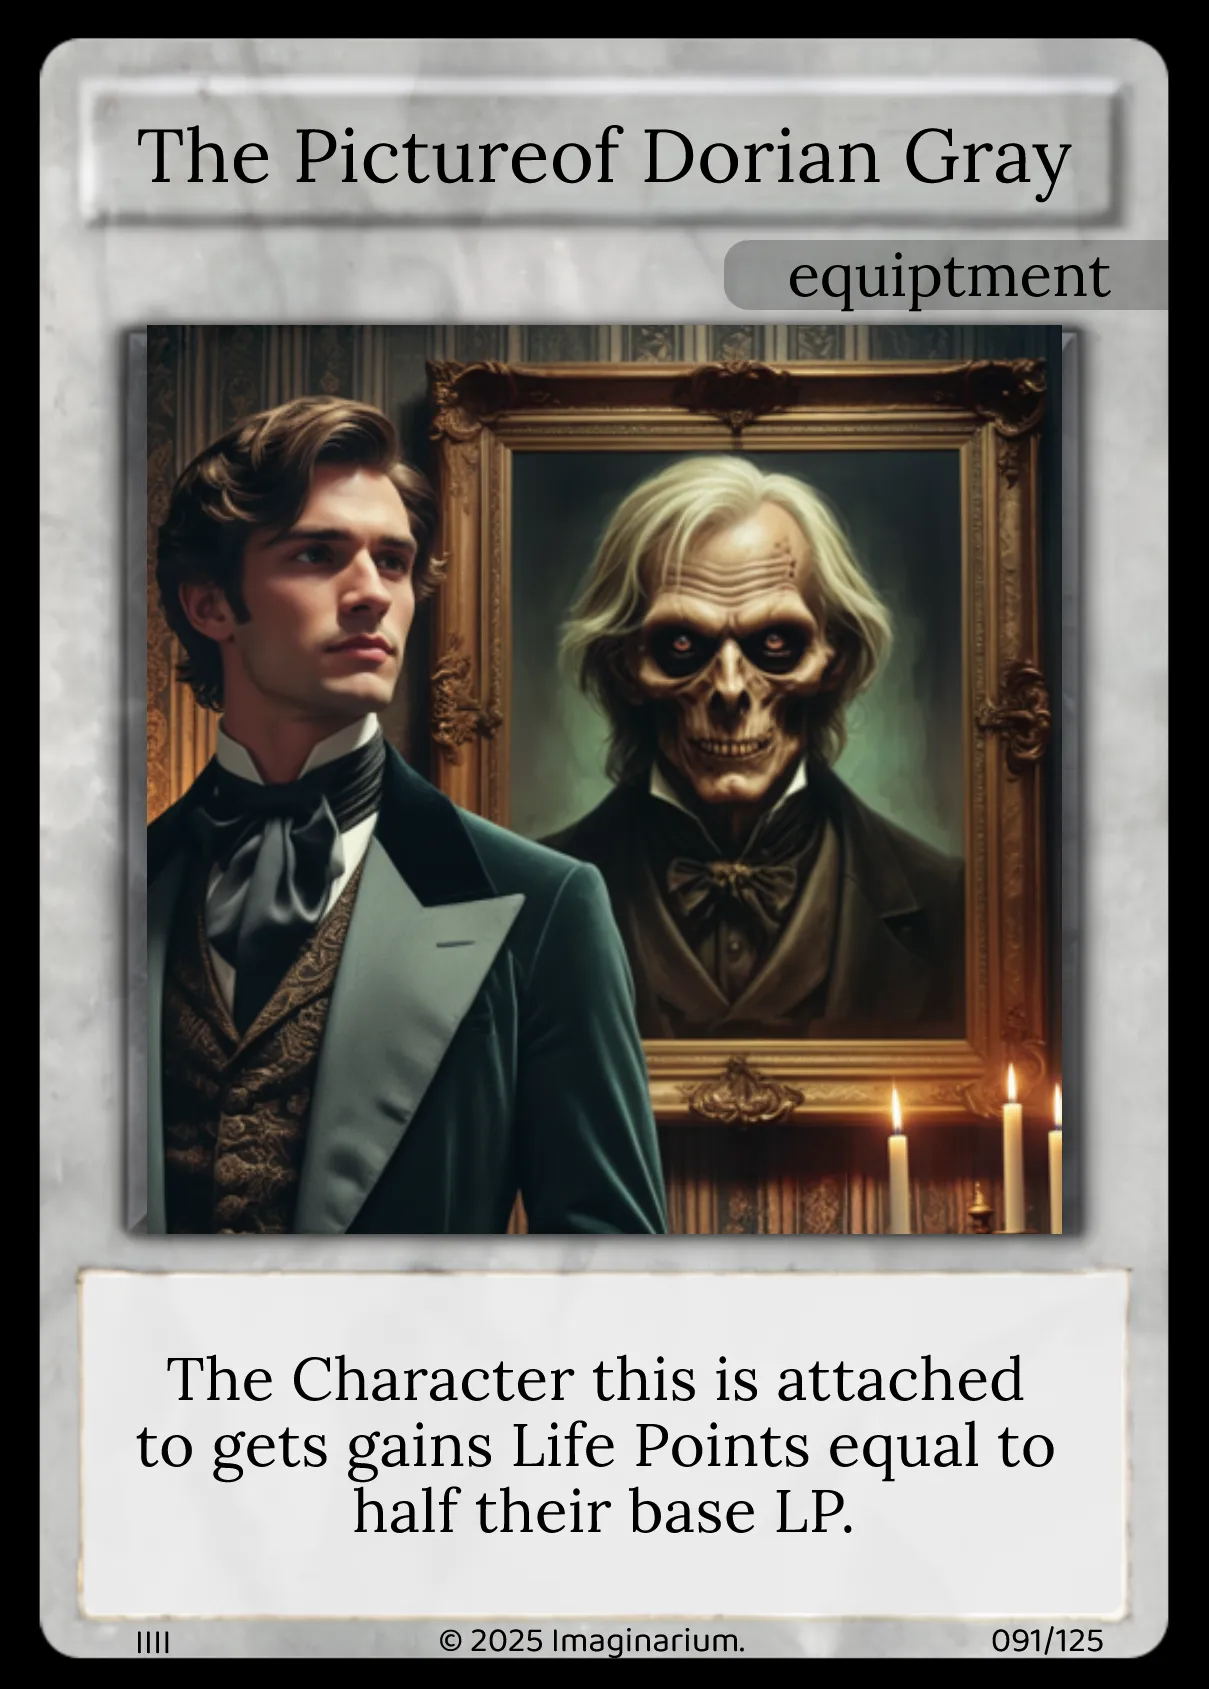 The Pictureof Dorian Gray
equiptment
The Character this is attached
to gets gains Life Points equal to
half their base LP.
IIII © 2025 Imaginarium. 091/125